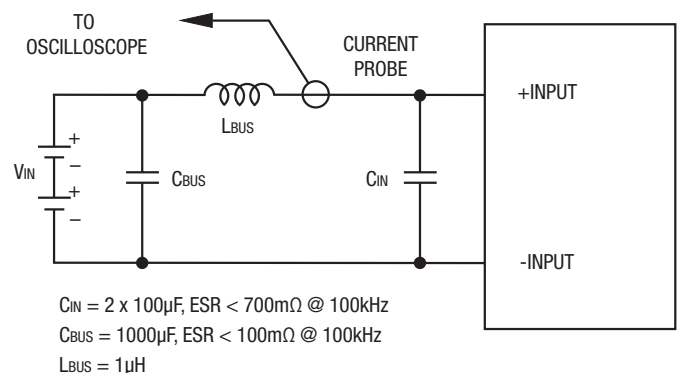 TO
OSCILLOSCOPE
CURRENT
PROBE
+INPUT
LBUS
VIN
+
−
+
−
CBUS
CIN
-INPUT
CIN = 2 x 100µF, ESR < 700mΩ @ 100kHz
CBUS = 1000µF, ESR < 100mΩ @ 100kHz
LBUS = 1µH